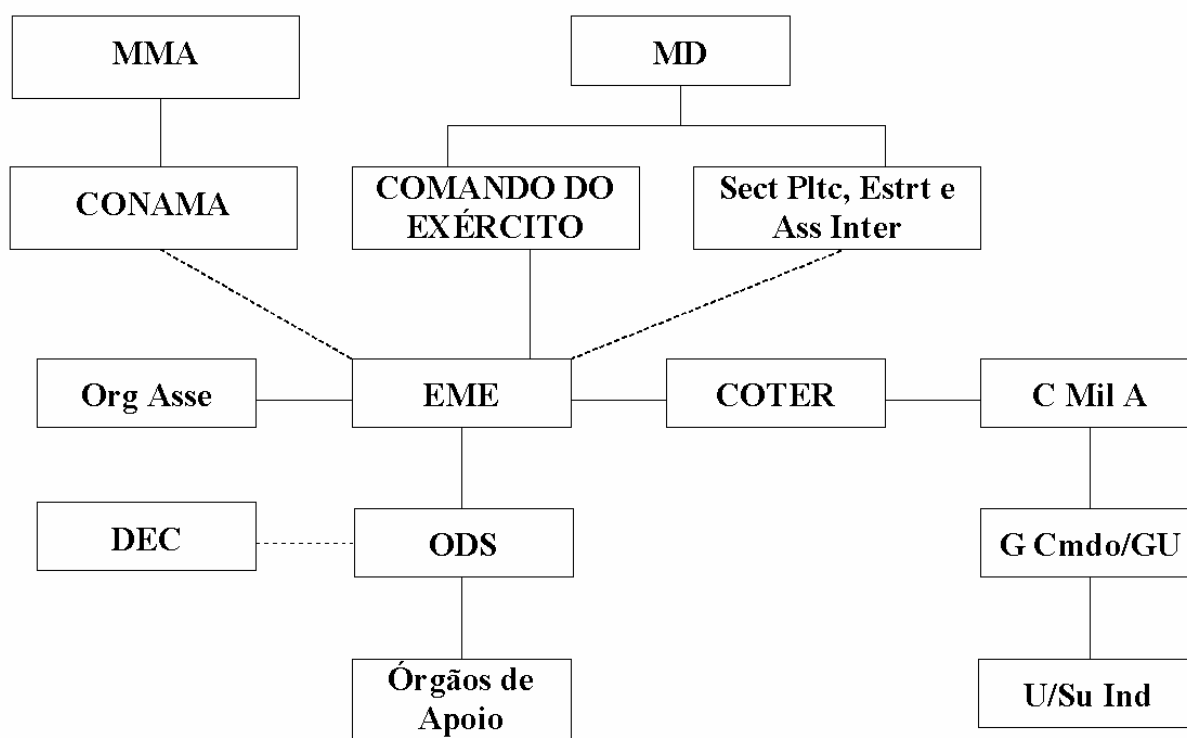 MMA
MD
CONAMA
COMANDO DO
EXÉRCITO
Sect Pltc, Estrt e
Ass Inter
Org Asse
EME
COTER
C Mil A
DEC
ODS
G Cmdo/GU
Órgãos de
Apoio
U/Su Ind